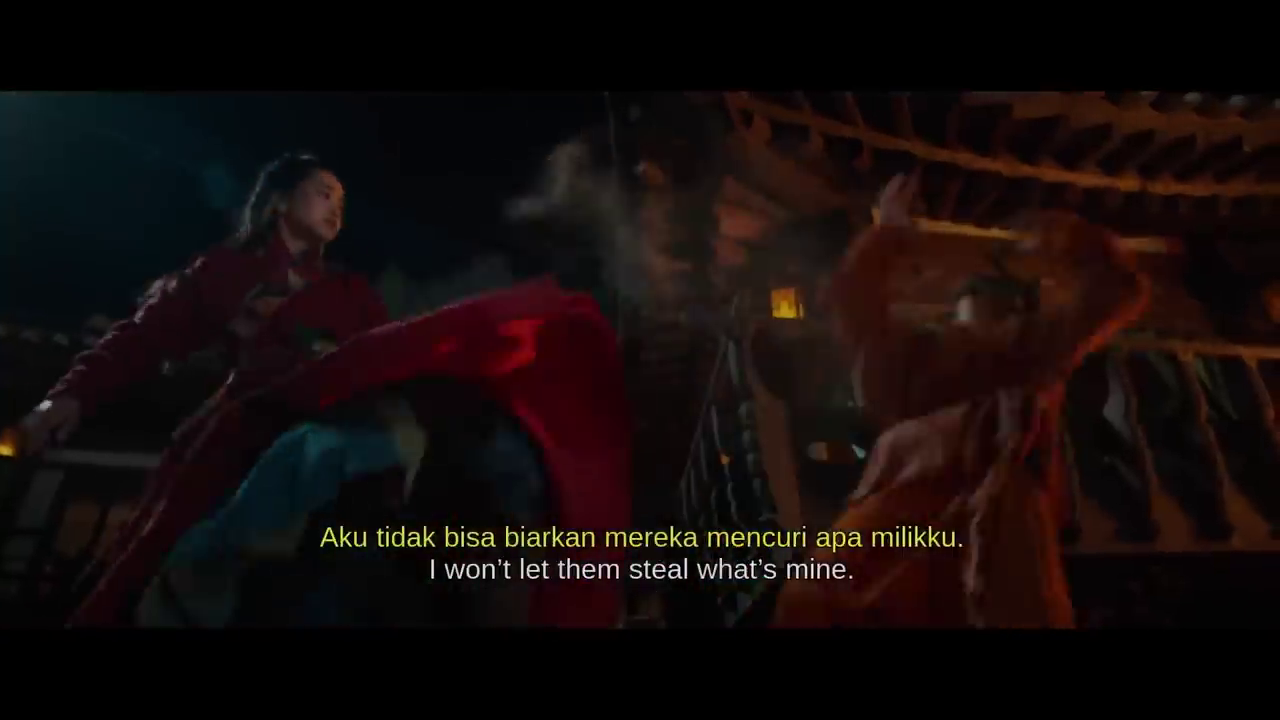 Aku tidak bisa biarkan mereka mencuri apa milikku.
I won’t let them steal what’s mine.